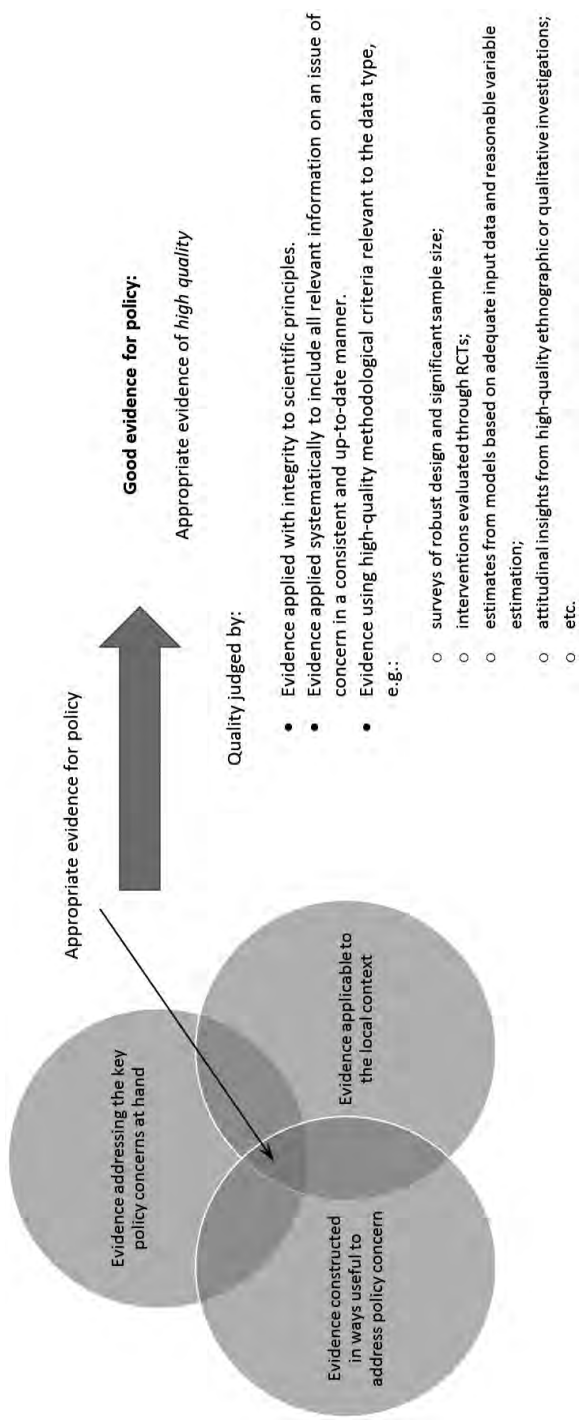 Evidence addressing the key
policy concerns at hand
Evidence constructed
in ways useful to
address policy concern
Evidence applicable to
the local context
Appropriate evidence for policy
Good evidence for policy:
Appropriate evidence of high quality
Quality judged by:
• Evidence applied with integrity to scientific principles.
• Evidence applied systematically to include all relevant information on an issue of
concern in a consistent and up-to-date manner.
• Evidence using high-quality methodological criteria relevant to the data type,
e.g.:
○ surveys of robust design and significant sample size;
○ interventions evaluated through RCTs;
○ estimates from models based on adequate input data and reasonable variable
estimation;
○ attitudinal insights from high-quality ethnographic or qualitative investigations;
○ etc.